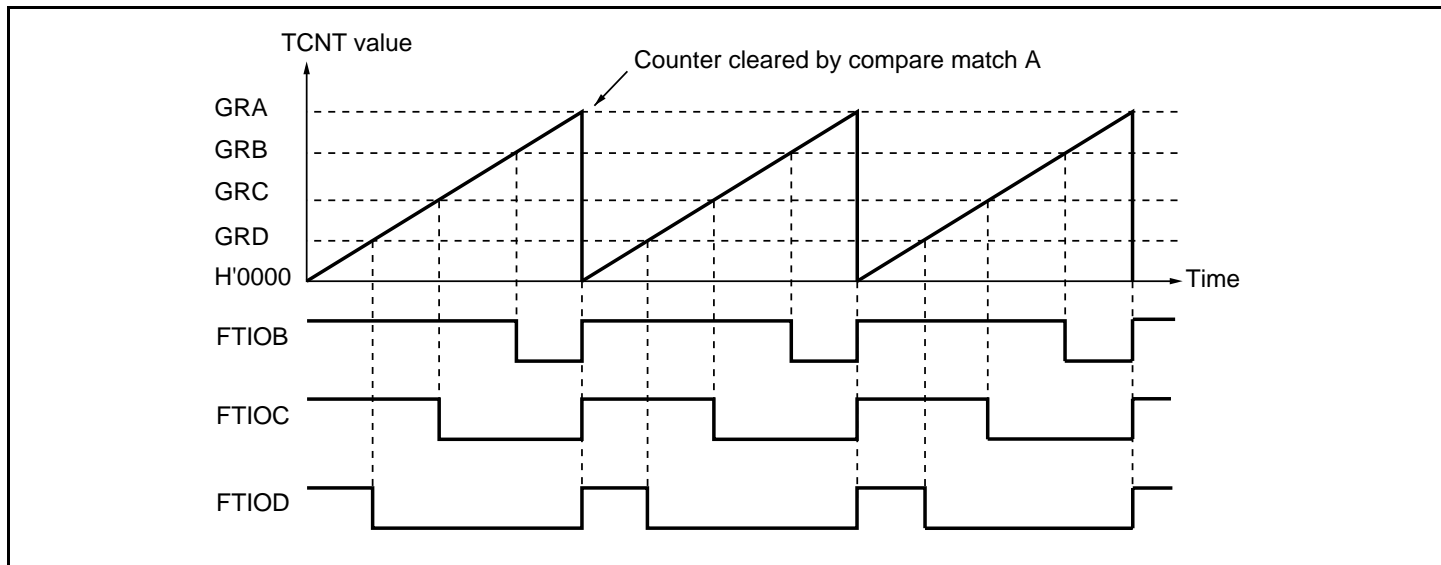 TCNT value
Counter cleared by compare match A
GRA
GRB
GRC
GRD
H'0000
Time
FTIOB
FTIOC
FTIOD